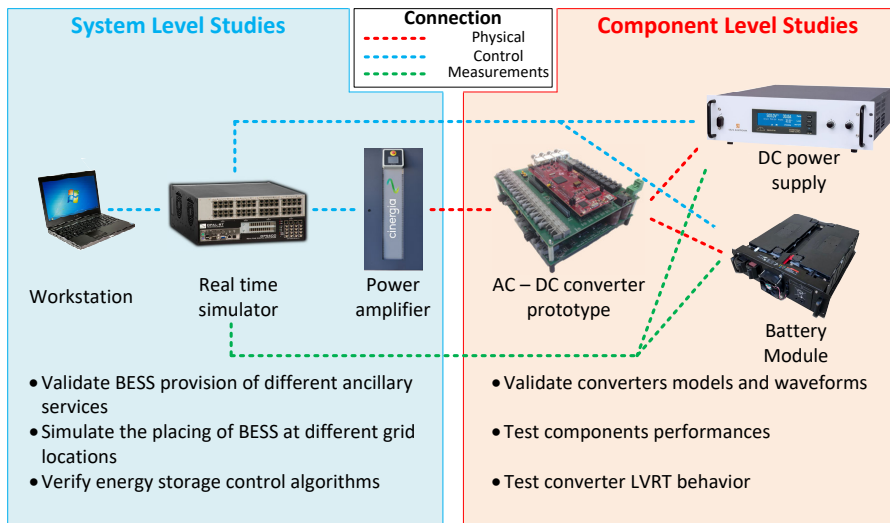 System Level Studies
Connection
Physical
Control
Measurements
Component Level Studies
cinergia
DC power
supply
Workstation
Real time
simulator
Power
amplifier
AC – DC converter
prototype
Battery
Module
• Validate BESS provision of different ancillary
services
• Simulate the placing of BESS at different grid
locations
• Verify energy storage control algorithms
• Validate converters models and waveforms
• Test components performances
• Test converter LVRT behavior